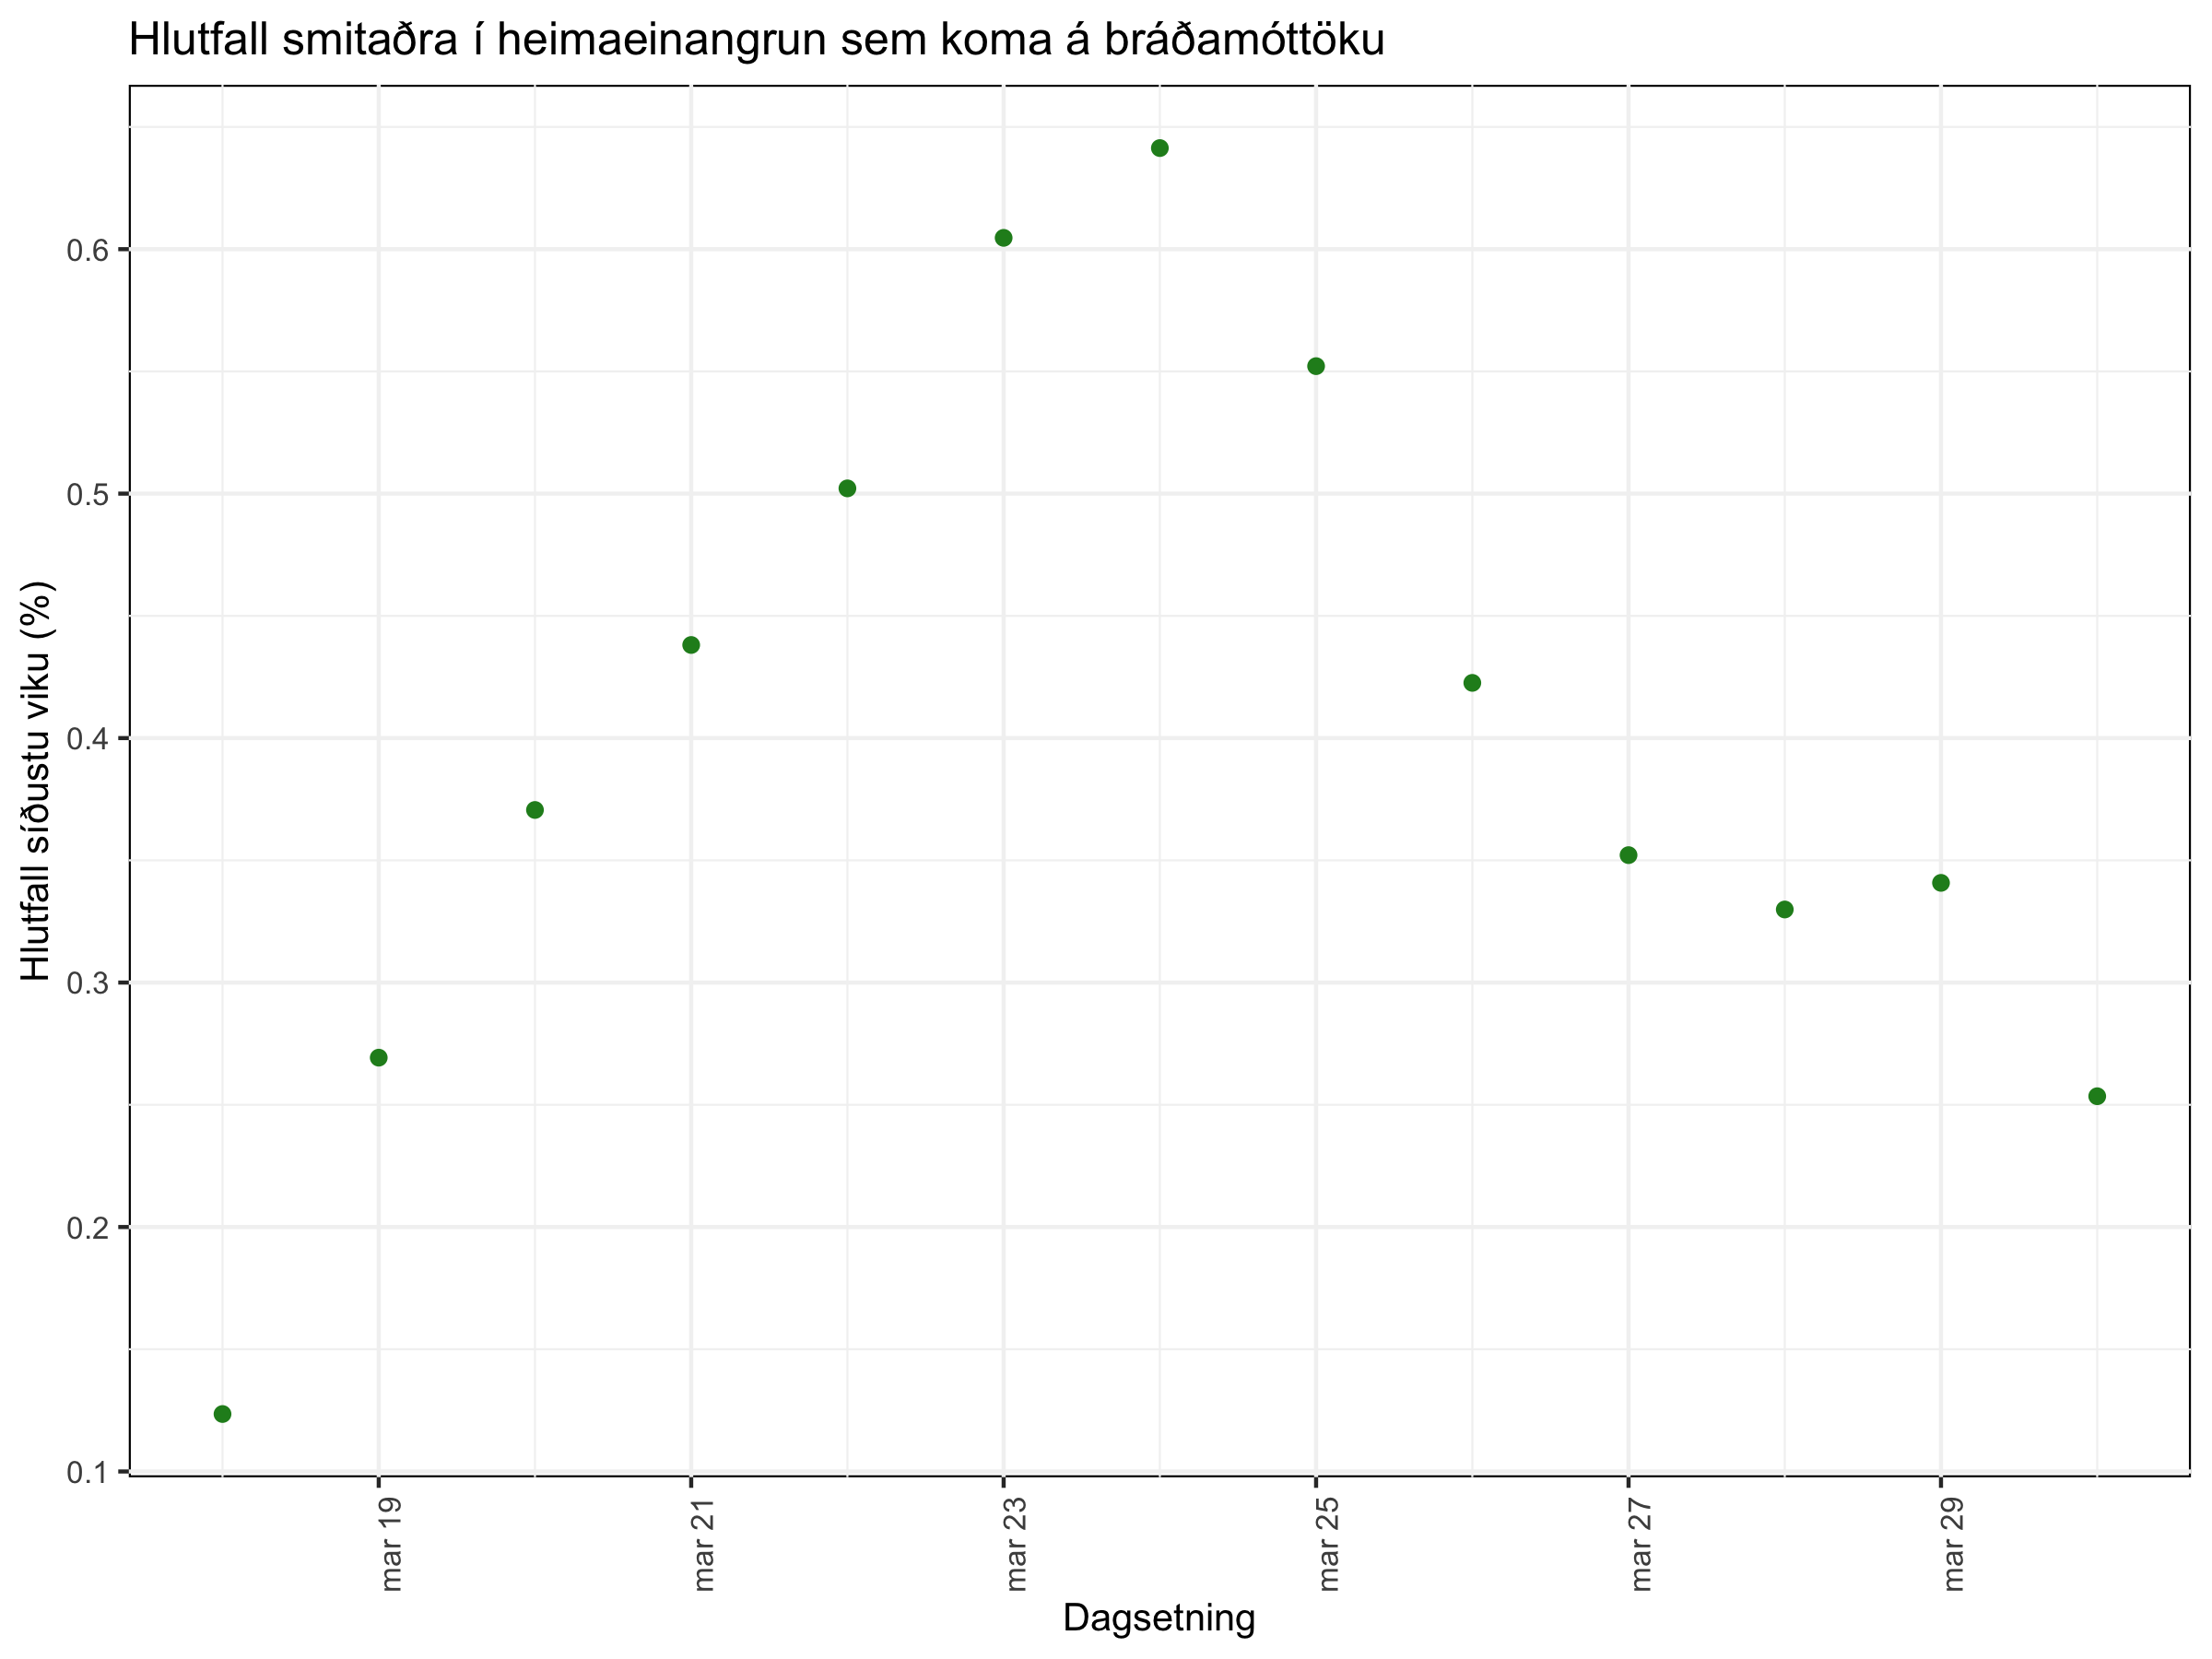 Hlutfall smitaðra í heimaeinangrun sem koma á bráðamóttöku
Hlutfall síðustu viku (%)
0.6
0.5
0.4
0.3
0.2
0.1
mar 19
mar 21
mar 23
mar 25
mar 27
mar 29
Dagsetning